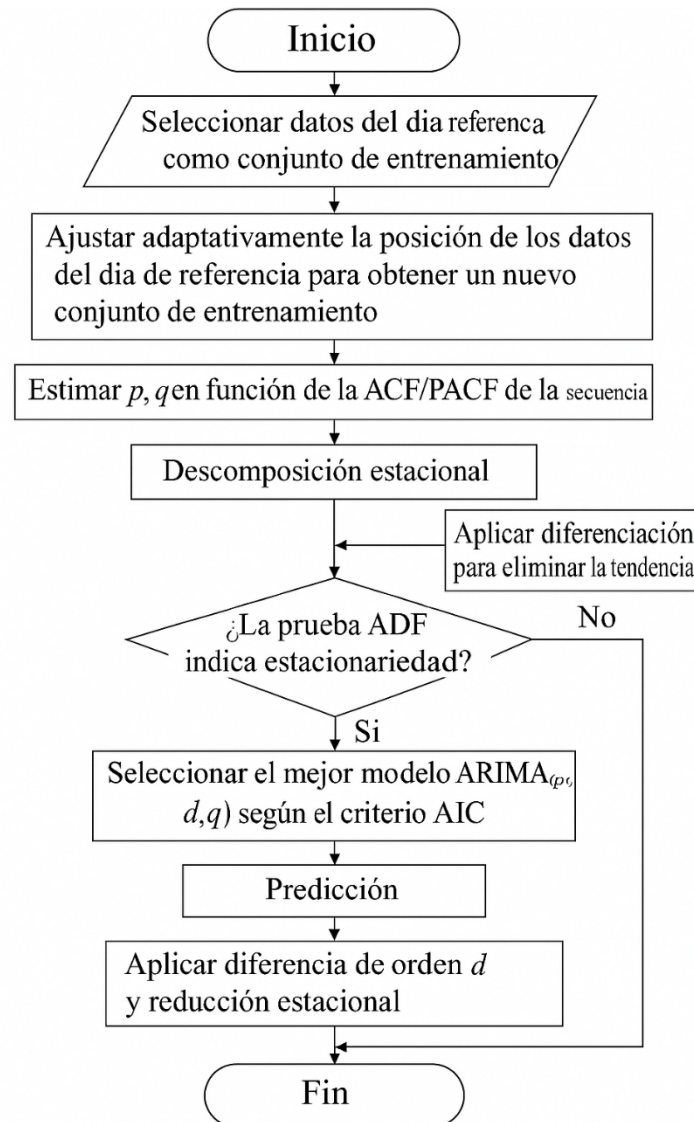 Inicio
Seleccionar datos del dia referenca
como conjunto de entrenamiento
Ajustar adaptativamente la posición de los datos
del dia de referencia para obtener un nuevo
conjunto de entrenamiento
Estimar p, q en función de la ACF/PACF de la secuencia
Descomposición estacional
Aplicar diferenciación
para eliminar la tendencia
¿La prueba ADF
indica estacionariedad?
No
Si
Seleccionar el mejor modelo ARIMA(p,
d,q) según el criterio AIC
Predicción
Aplicar diferencia de orden d
y reducción estacional
Fin